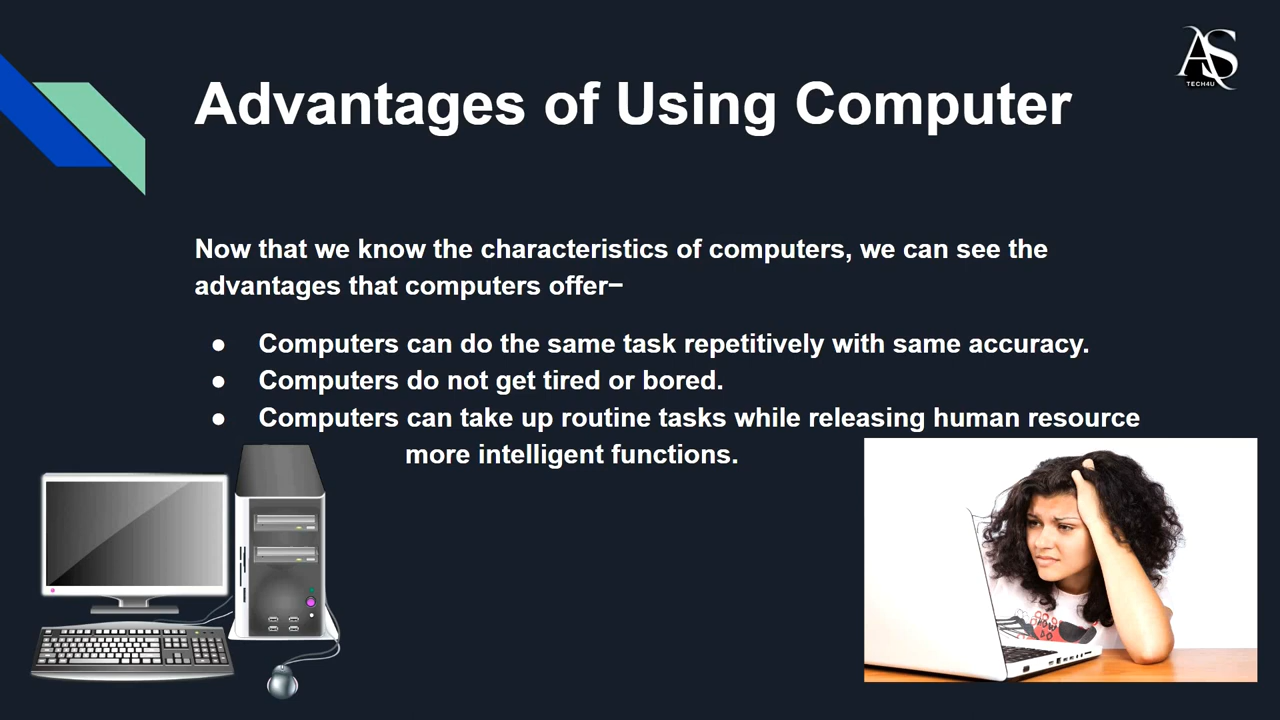 AS
TECH4U
Advantages of Using Computer
Now that we know the characteristics of computers, we can see the
advantages that computers offer−
● Computers can do the same task repetitively with same accuracy.
● Computers do not get tired or bored.
● Computers can take up routine tasks while releasing human resource
more intelligent functions.